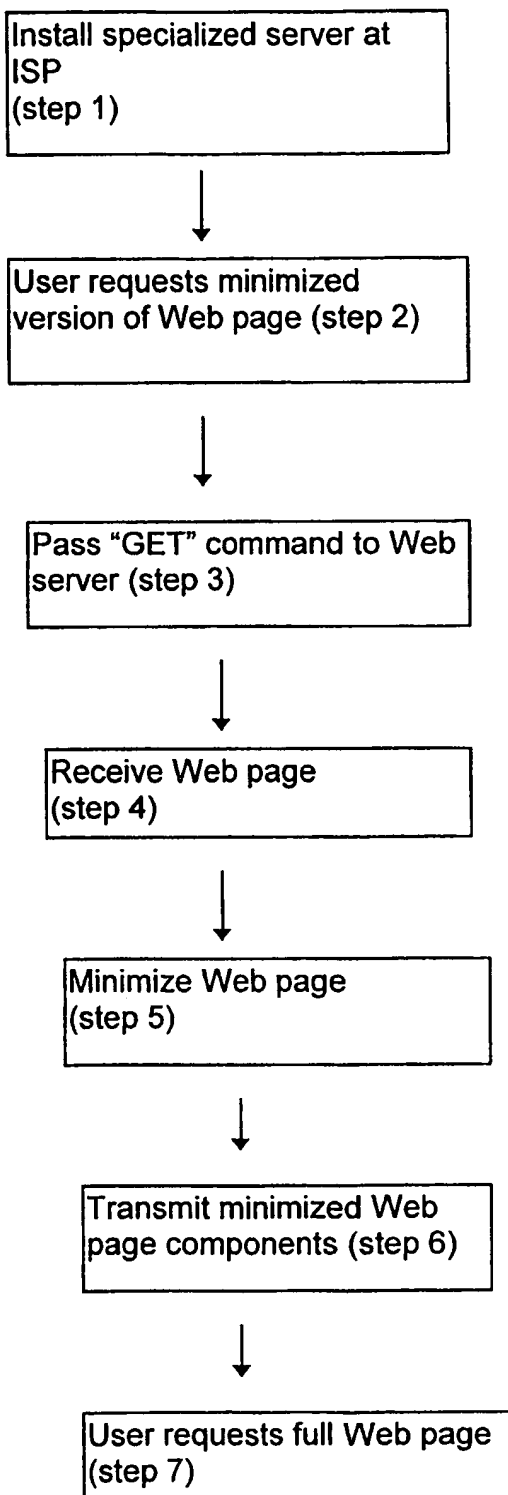 Install specialized server at
ISP
(step 1)
User requests minimized
version of Web page (step 2)
Pass “GET” command to Web
server (step 3)
Receive Web page
(step 4)
Minimize Web page
(step 5)
Transmit minimized Web
page components (step 6)
User requests full Web page
(step 7)